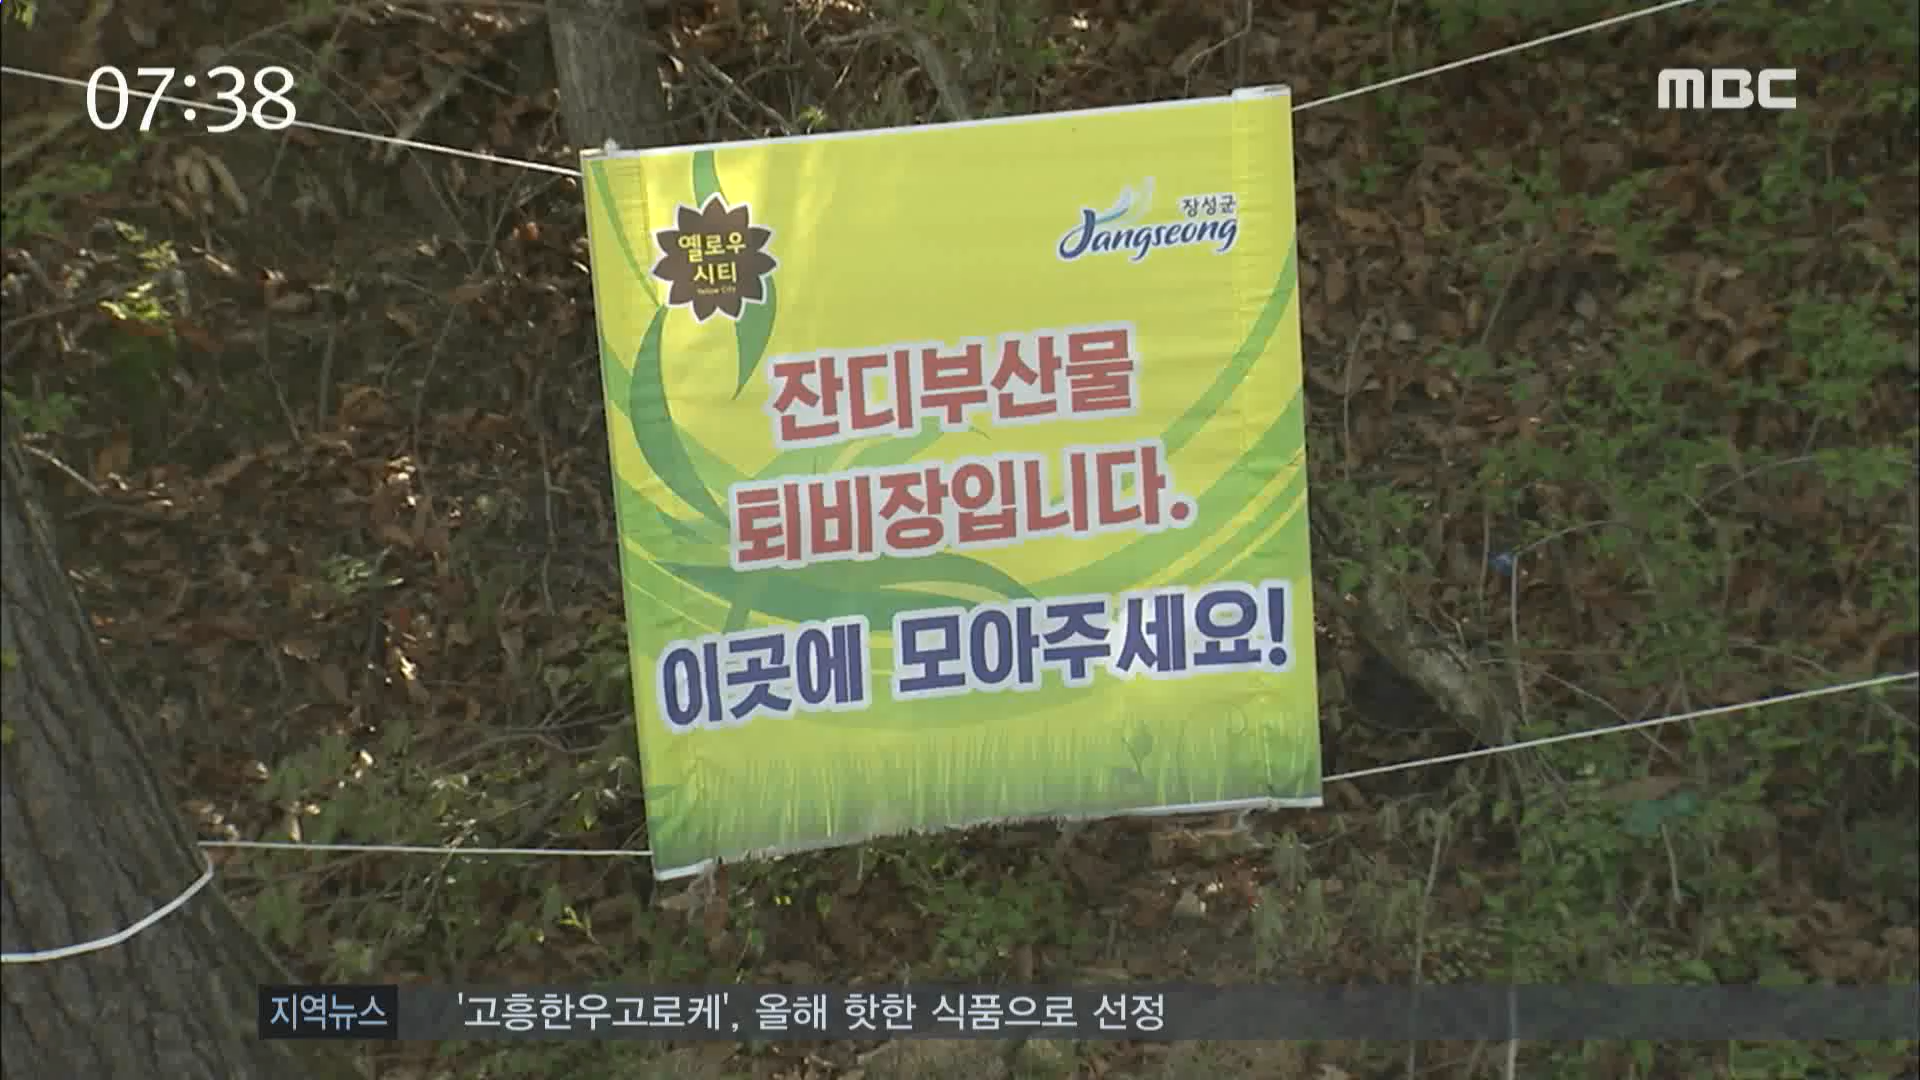 07:38
MBC
옐로우
시티
Yellow City
장성군
Jangseong
잔디부산물
퇴비장입니다.
이곳에 모아주세요!
지역뉴스 '고흥한우고로케', 올해 핫한 식품으로 선정